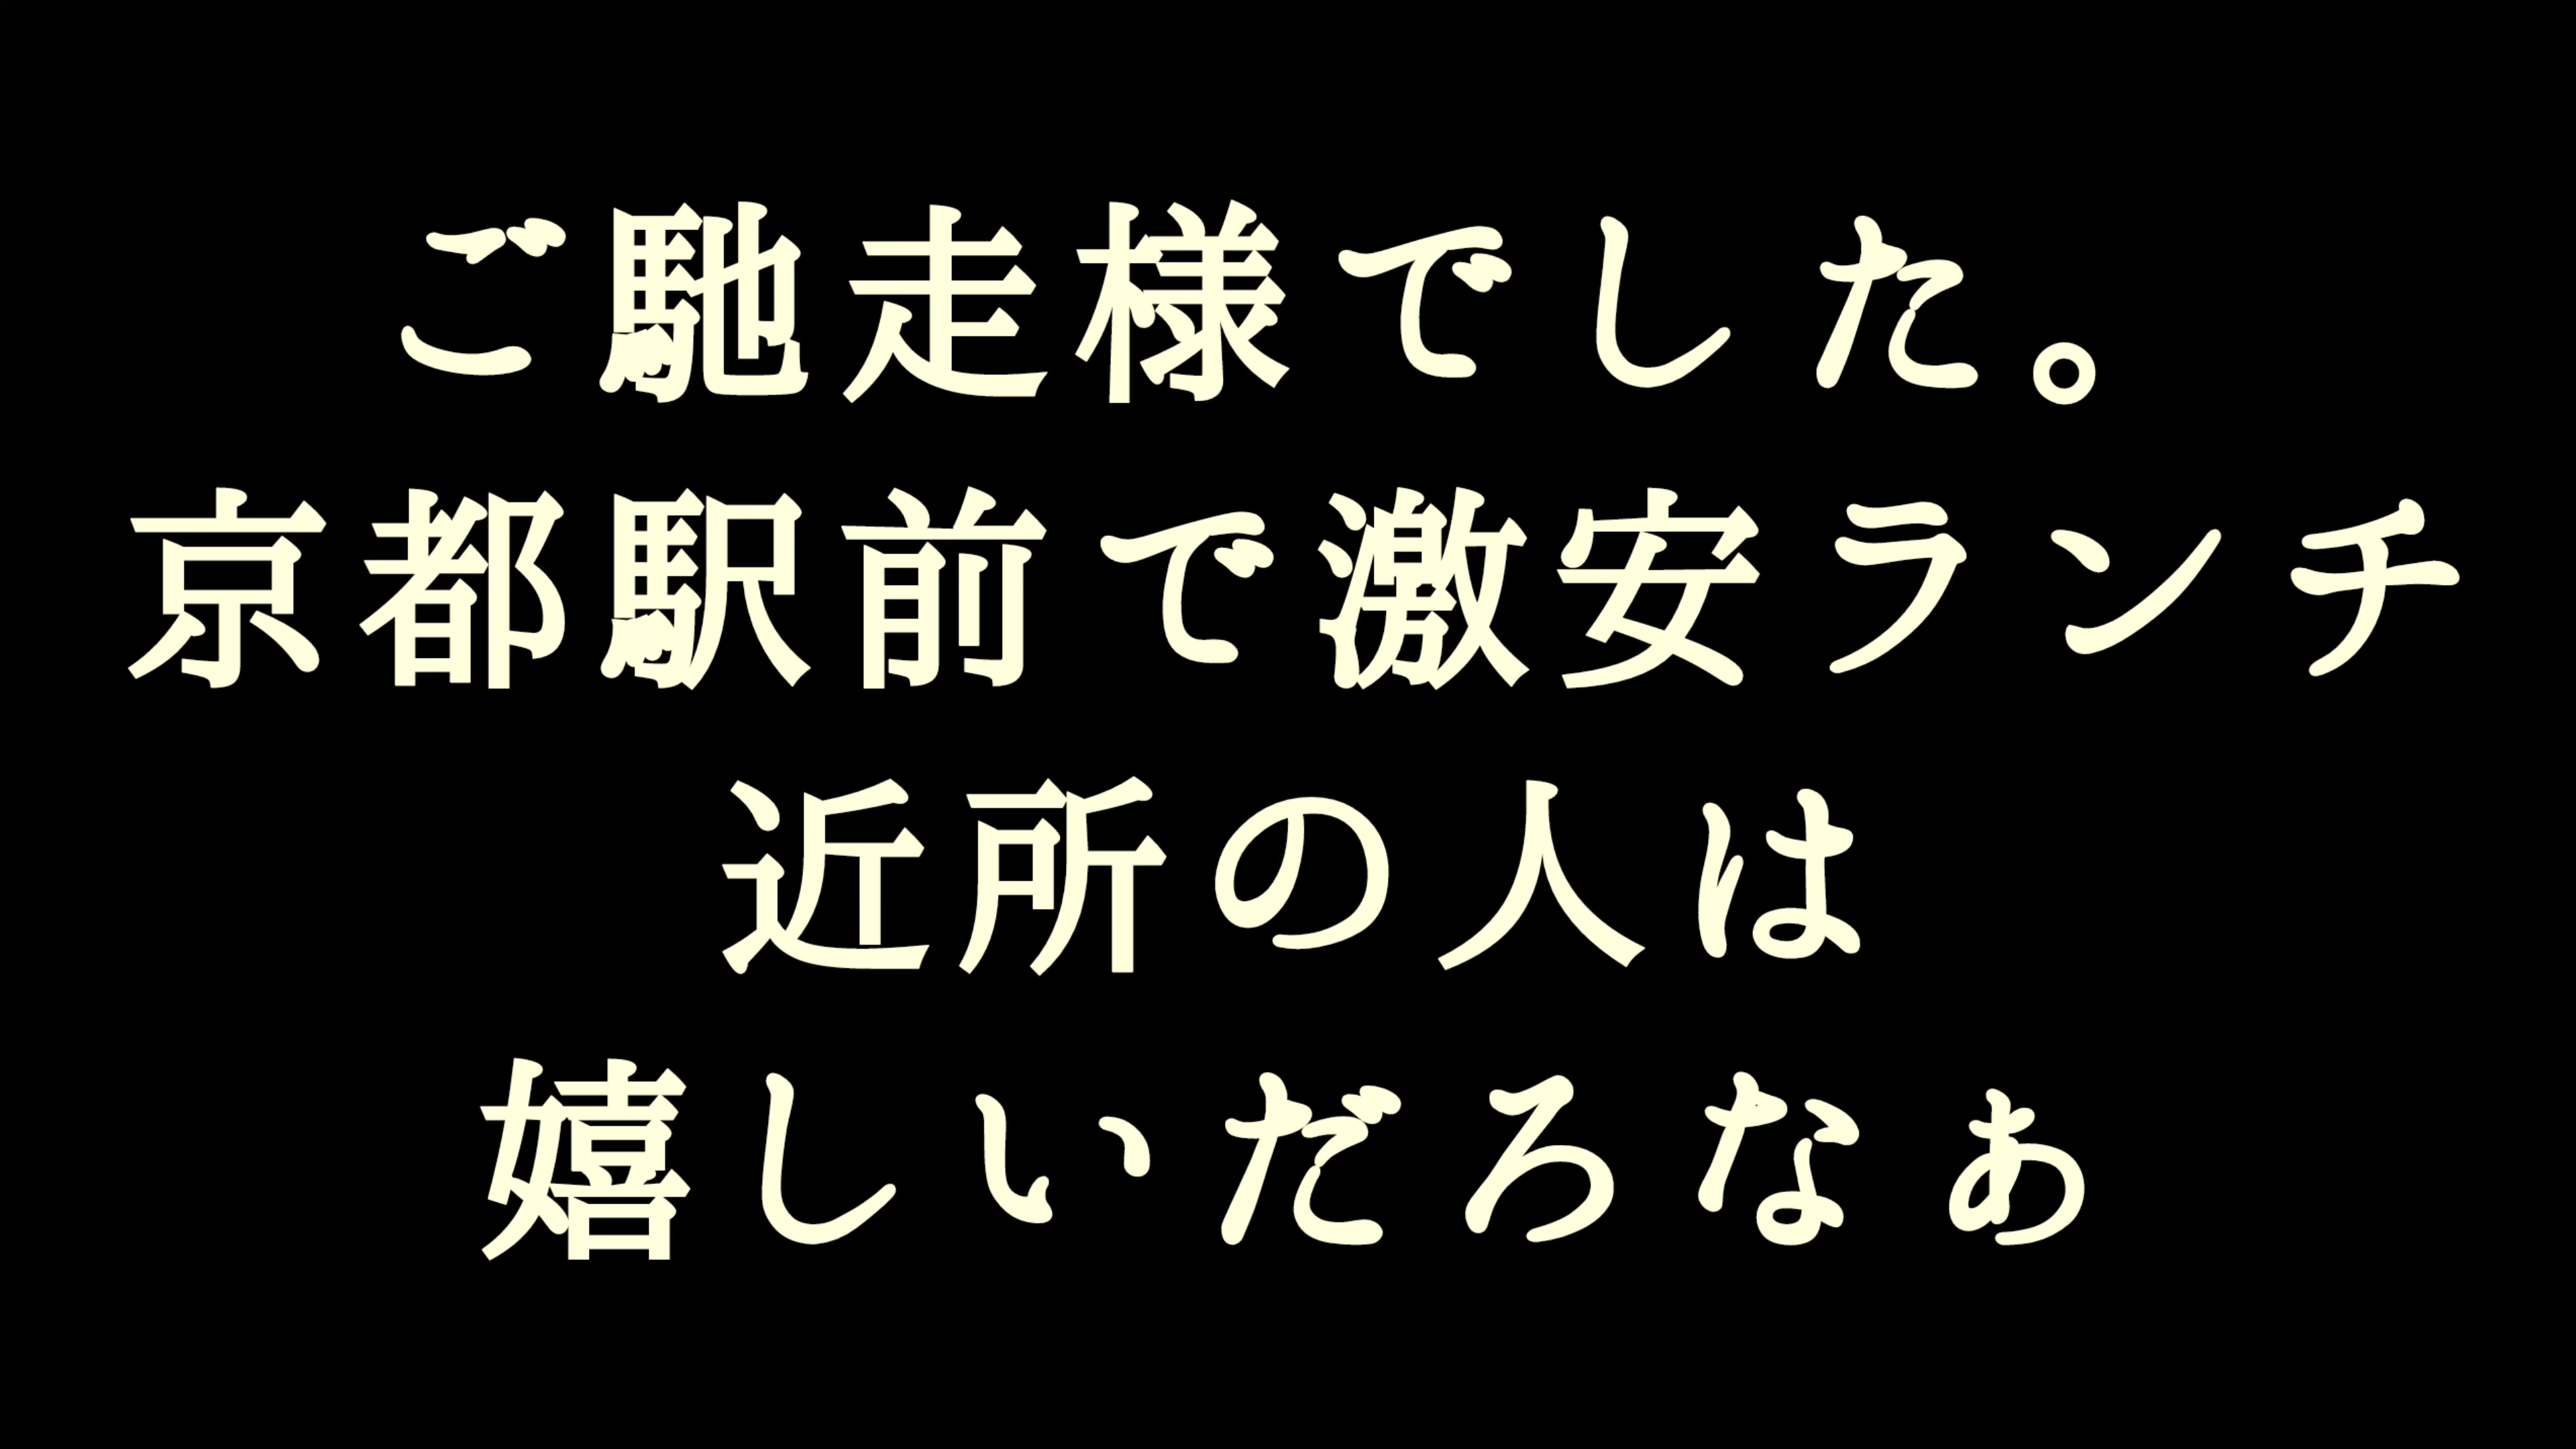 ご馳走様でした。
京都駅前で激安ランチ
近所の人は
嬉しいだろなぁ